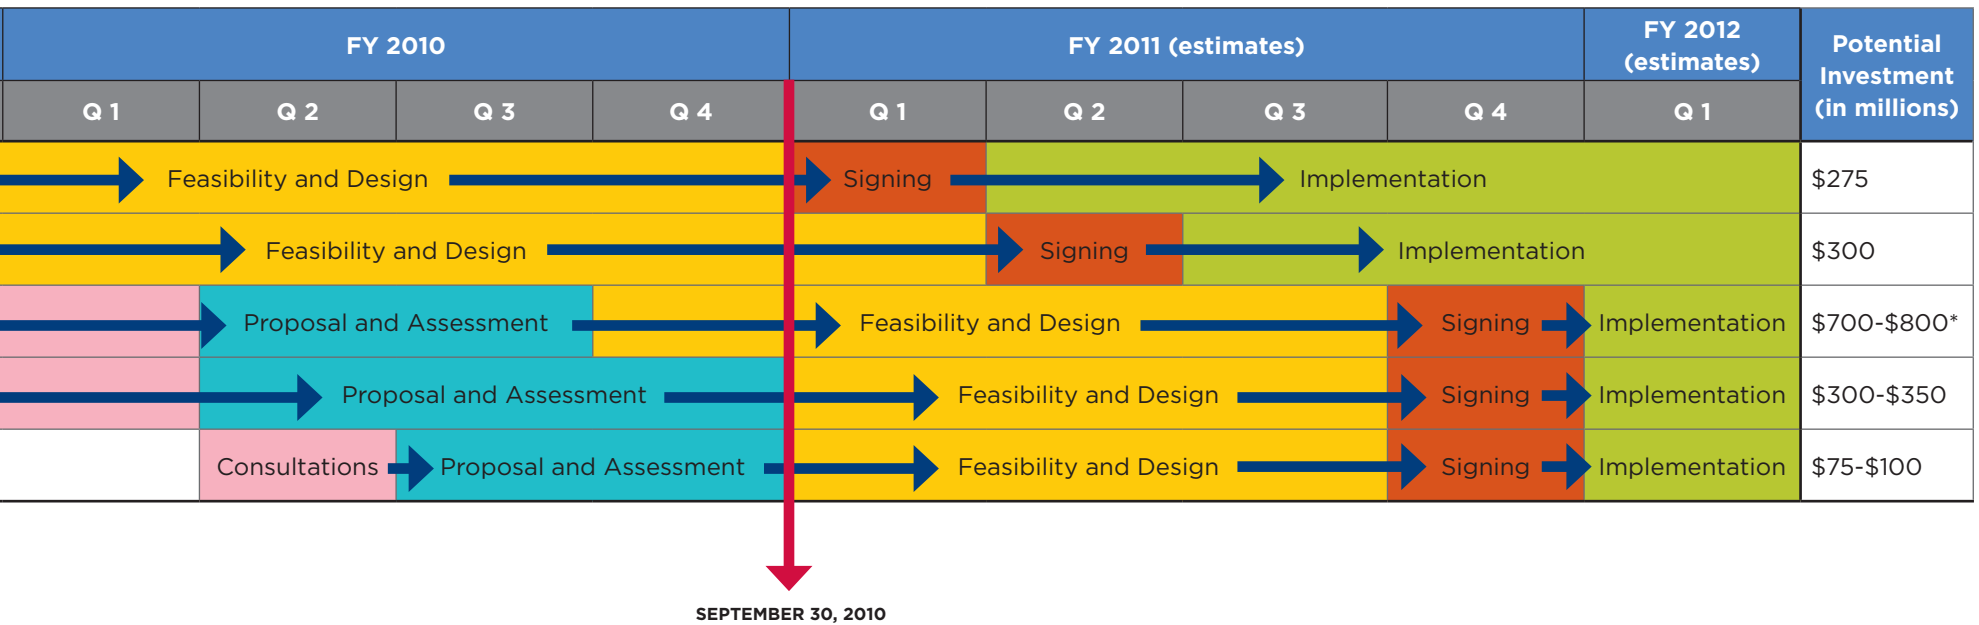 FY 2010
FY 2011 (estimates)
FY 2012
(estimates)
Potential
Investment
(in millions)
Q 1
Q 2
Q 3
Q 4
Q 1
Q 2
Q 3
Q 4
Q 1
Feasibility and Design
Signing
Implementation
$275
Feasibility and Design
Signing
Implementation
$300
Proposal and Assessment
Feasibility and Design
Signing
Implementation
$700-$800*
Proposal and Assessment
Feasibility and Design
Signing
Implementation
$300-$350
Consultations
Proposal and Assessment
Feasibility and Design
Signing
Implementation
$75-$100
SEPTEMBER 30, 2010